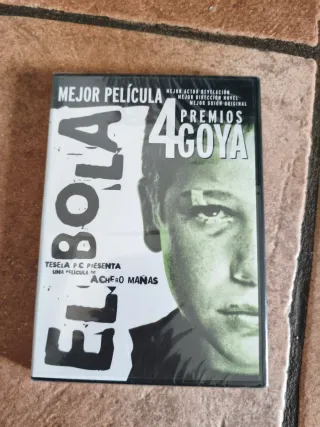 MEJOR PELÍCULA
MEJOR ACTOR REVELACIÓN
MEJOR DIRECCIÓN NOVEL
MEJOR GUIÓN ORIGINAL
4 PREMIOS
GOYA
EL BOLA
TESELA P.C. PRESENTA
UNA PELÍCULA DE
ACHERO MAÑAS